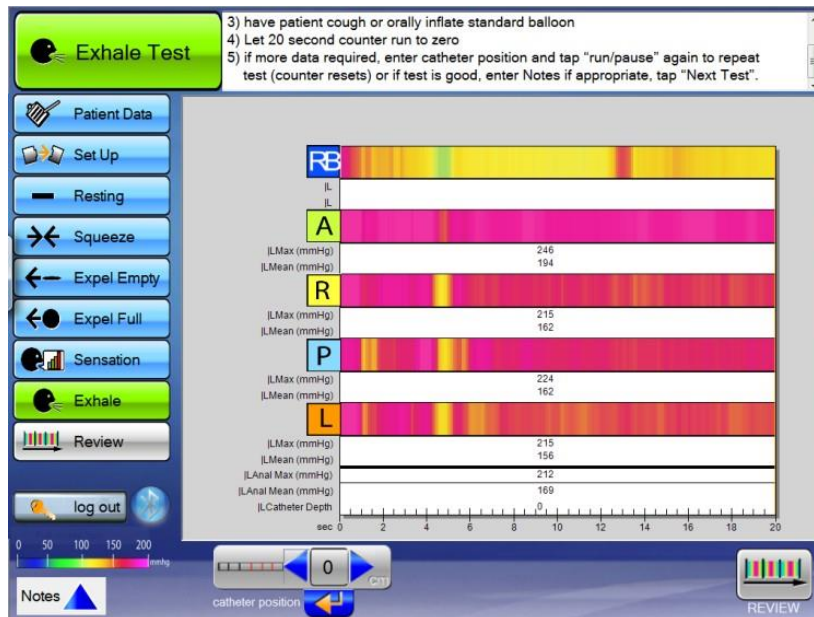 Exhale Test
3) have patient cough or orally inflate standard balloon
4) Let 20 second counter run to zero
5) if more data required, enter catheter position and tap “run/pause” again to repeat
test (counter resets) or if test is good, enter Notes if appropriate, tap “Next Test”.
Patient Data
Set Up
Resting
Squeeze
Expel Empty
Expel Full
Sensation
Exhale
Review
log out
0 50 100 150 200
mmhg
Notes
RB
|L
|L
A
|LMax (mmHg) 246
|LMean (mmHg) 194
R
|LMax (mmHg) 215
|LMean (mmHg) 162
P
|LMax (mmHg) 224
|LMean (mmHg) 162
L
|LMax (mmHg) 215
|LMean (mmHg) 156
|LAnal Max (mmHg) 212
|LAnal Mean (mmHg) 169
|LCatheter Depth 0
sec 0 2 4 6 8 10 12 14 16 18 20
0
cm
catheter position
REVIEW